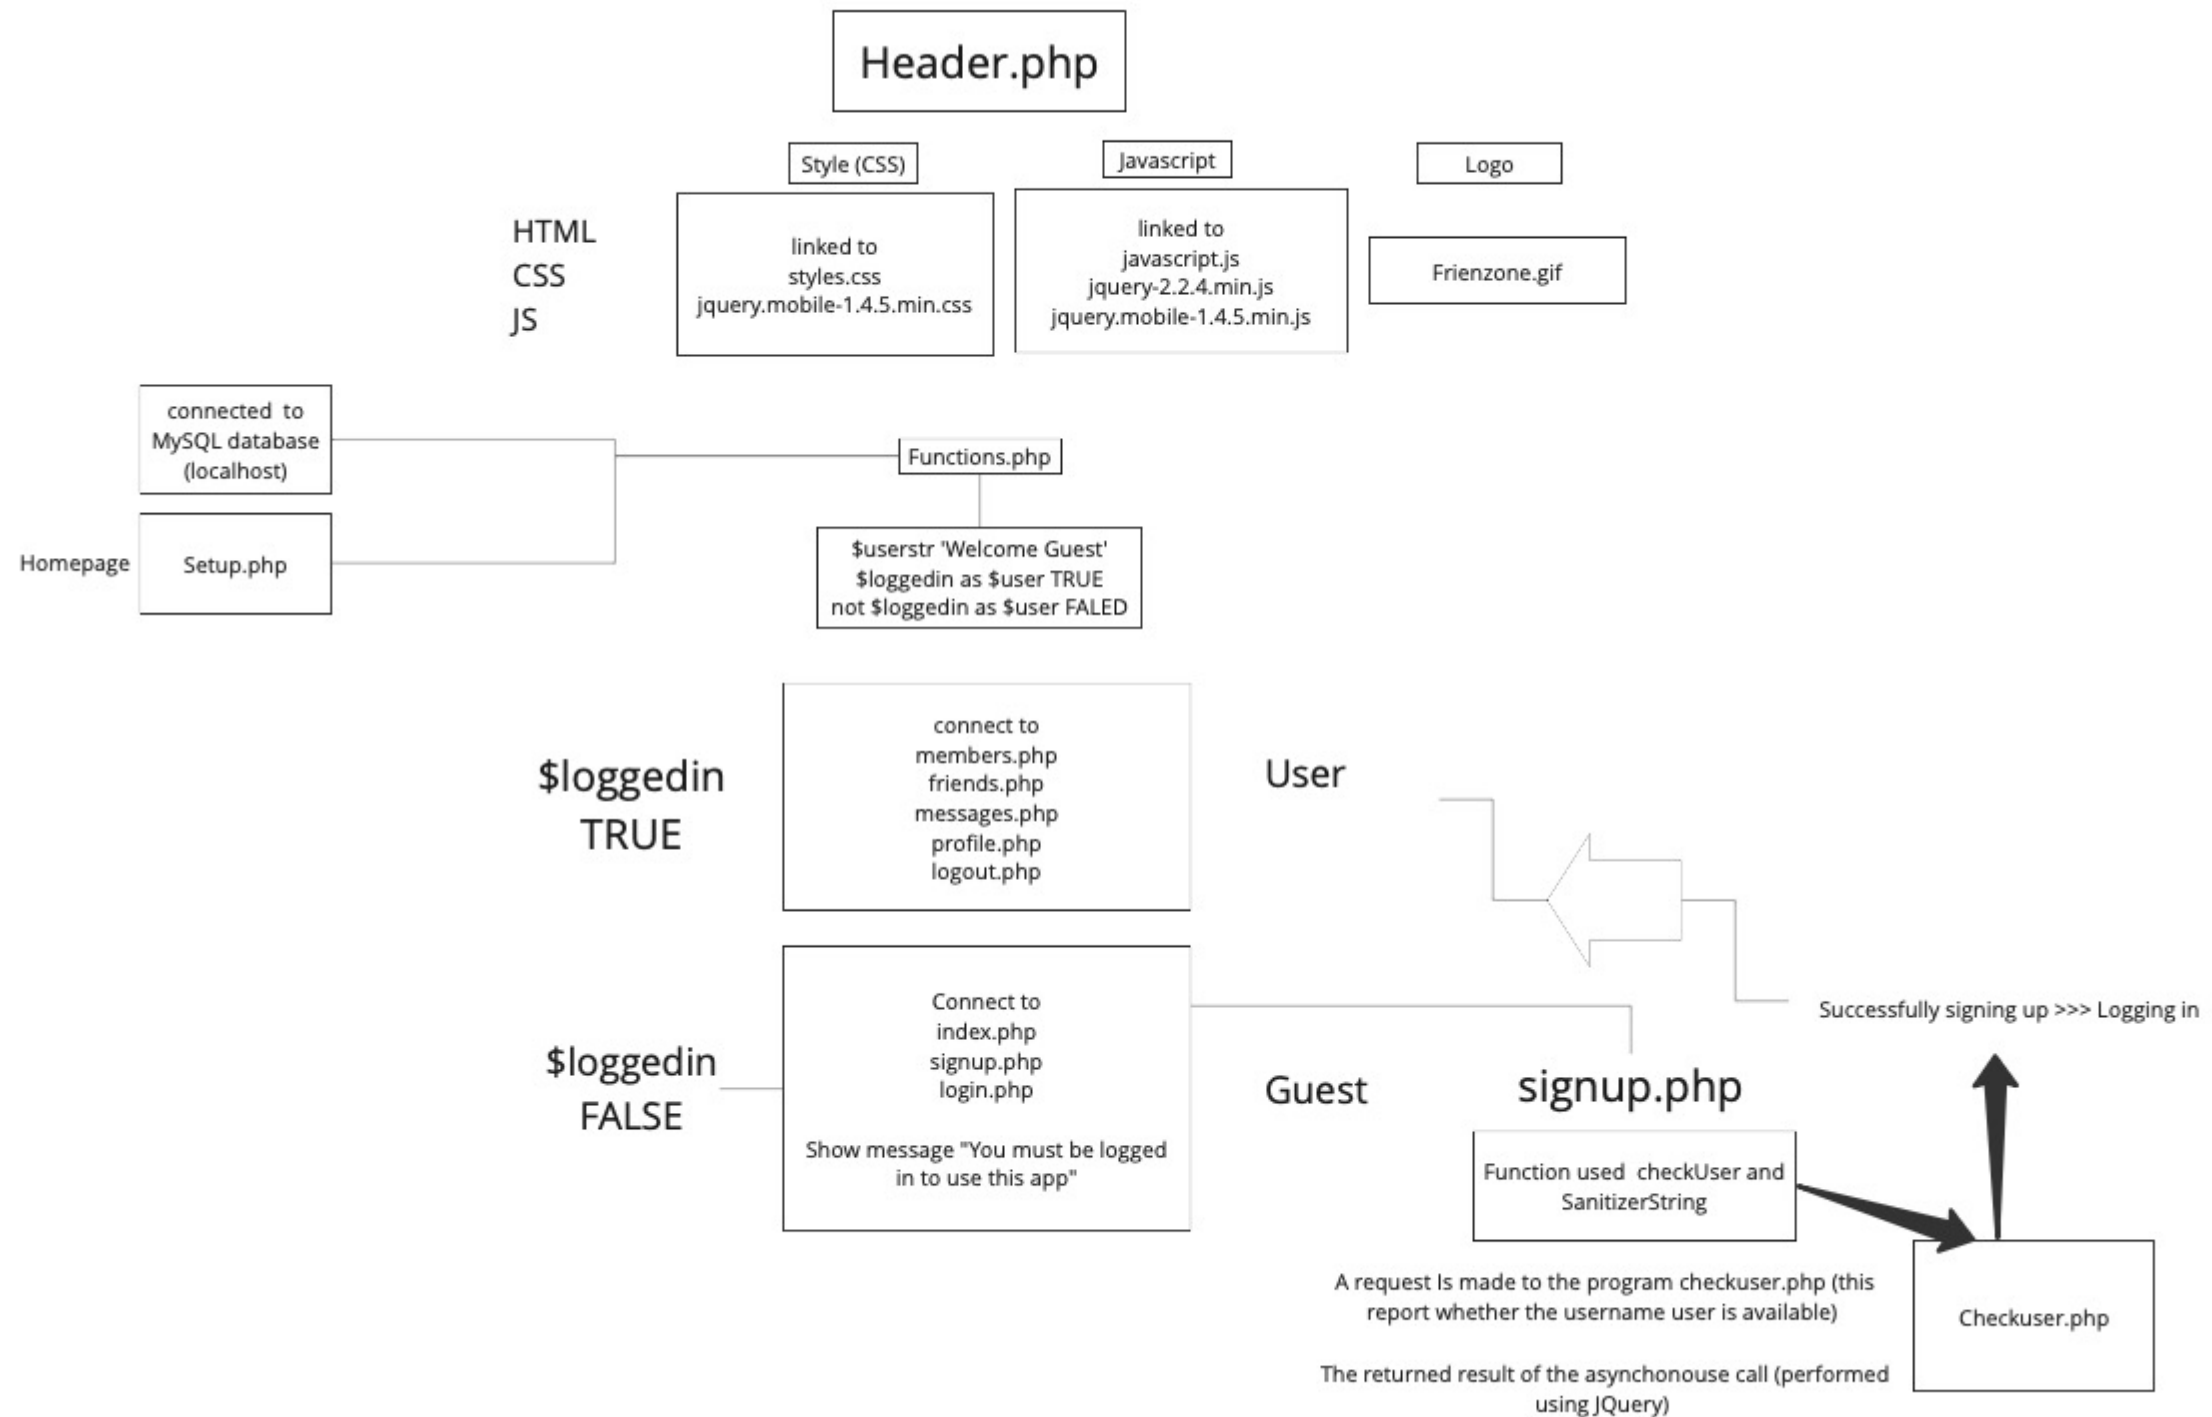 Header.php
Style (CSS)
Javascript
Logo
HTML
CSS
JS
linked to
styles.css
jquery.mobile-1.4.5.min.css
linked to
javascript.js
jquery-2.2.4.min.js
jquery.mobile-1.4.5.min.js
Frienzone.gif
connected to
MySQL database
(localhost)
Functions.php
Homepage
Setup.php
$userstr 'Welcome Guest'
$loggedin as $user TRUE
not $loggedin as $user FALED
$loggedin
TRUE
connect to
members.php
friends.php
messages.php
profile.php
logout.php
User
$loggedin
FALSE
Connect to
index.php
signup.php
login.php
Show message "You must be logged
in to use this app"
Guest
Successfully signing up >>> Logging in
signup.php
Function used checkUser and
SanitizerString
A request Is made to the program checkuser.php (this
report whether the username user is available)
The returned result of the asynchonouse call (performed
using JQuery)
Checkuser.php